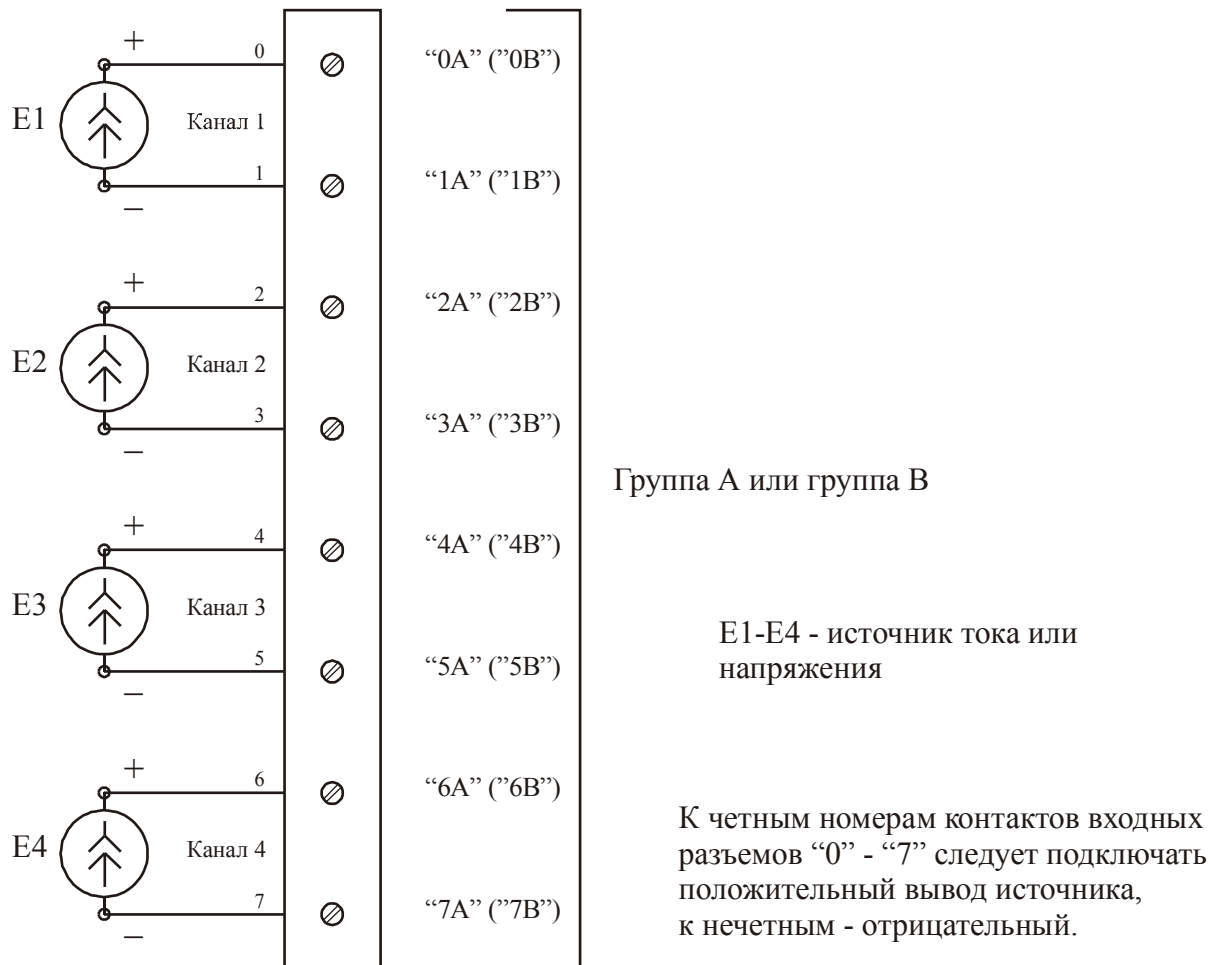 +
0
“0A” (”0B”)
E1
Канал 1
1
“1A” (”1B”)
–
+
2
“2A” (”2B”)
E2
Канал 2
3
“3A” (”3B”)
–
Группа А или группа В
+
4
“4A” (”4B”)
E3
Канал 3
E1-E4 - источник тока или
напряжения
5
“5A” (”5B”)
–
+
6
“6A” (”6B”)
E4
Канал 4
К четным номерам контактов входных
разъемов “0” - “7” следует подключать
положительный вывод источника,
к нечетным - отрицательный.
7
“7A” (”7B”)
–